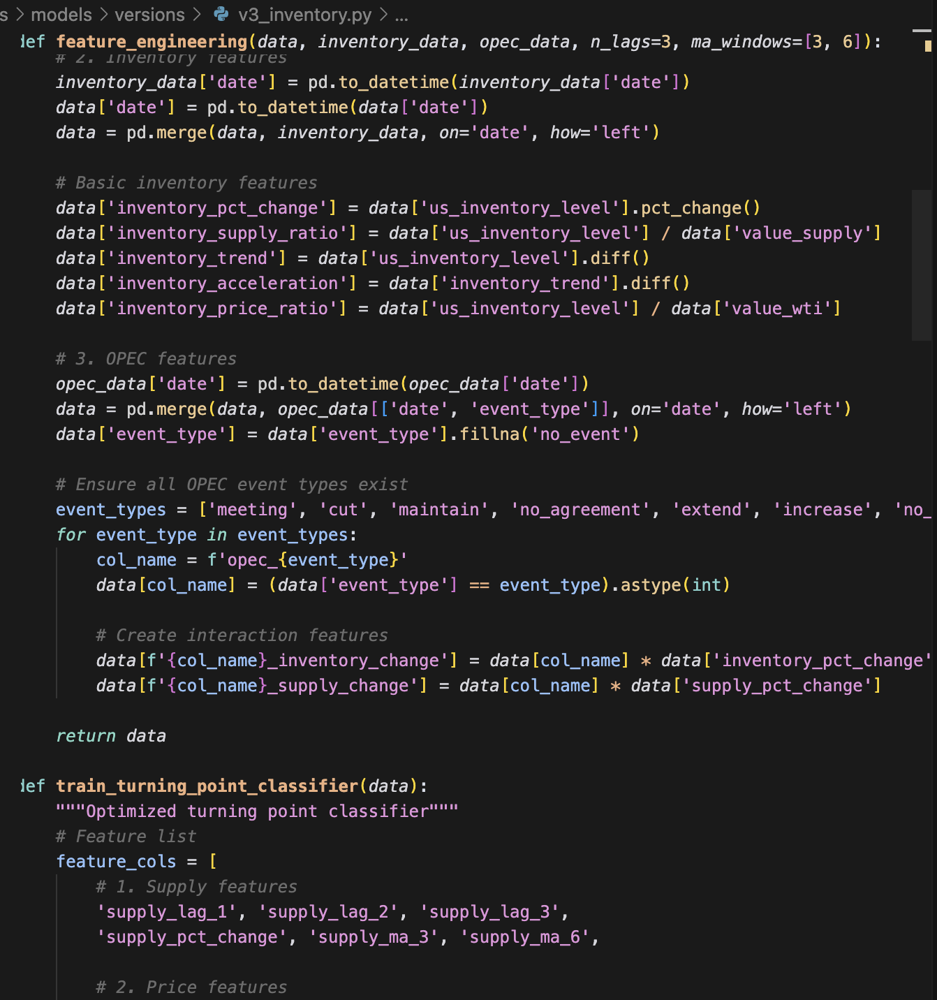 s > models > versions > v3_inventory.py > ...
def feature_engineering(data, inventory_data, opec_data, n_lags=3, ma_windows=[3, 6]):
    # 2. Inventory features
    inventory_data['date'] = pd.to_datetime(inventory_data['date'])
    data['date'] = pd.to_datetime(data['date'])
    data = pd.merge(data, inventory_data, on='date', how='left')

    # Basic inventory features
    data['inventory_pct_change'] = data['us_inventory_level'].pct_change()
    data['inventory_supply_ratio'] = data['us_inventory_level'] / data['value_supply']
    data['inventory_trend'] = data['us_inventory_level'].diff()
    data['inventory_acceleration'] = data['inventory_trend'].diff()
    data['inventory_price_ratio'] = data['us_inventory_level'] / data['value_wti']

    # 3. OPEC features
    opec_data['date'] = pd.to_datetime(opec_data['date'])
    data = pd.merge(data, opec_data[['date', 'event_type']], on='date', how='left')
    data['event_type'] = data['event_type'].fillna('no_event')

    # Ensure all OPEC event types exist
    event_types = ['meeting', 'cut', 'maintain', 'no_agreement', 'extend', 'increase', 'no_
    for event_type in event_types:
        col_name = f'opec_{event_type}'
        data[col_name] = (data['event_type'] == event_type).astype(int)

        # Create interaction features
        data[f'{col_name}_inventory_change'] = data[col_name] * data['inventory_pct_change'
        data[f'{col_name}_supply_change'] = data[col_name] * data['supply_pct_change']

    return data

def train_turning_point_classifier(data):
    """Optimized turning point classifier"""
    # Feature list
    feature_cols = [
        # 1. Supply features
        'supply_lag_1', 'supply_lag_2', 'supply_lag_3',
        'supply_pct_change', 'supply_ma_3', 'supply_ma_6',

        # 2. Price features